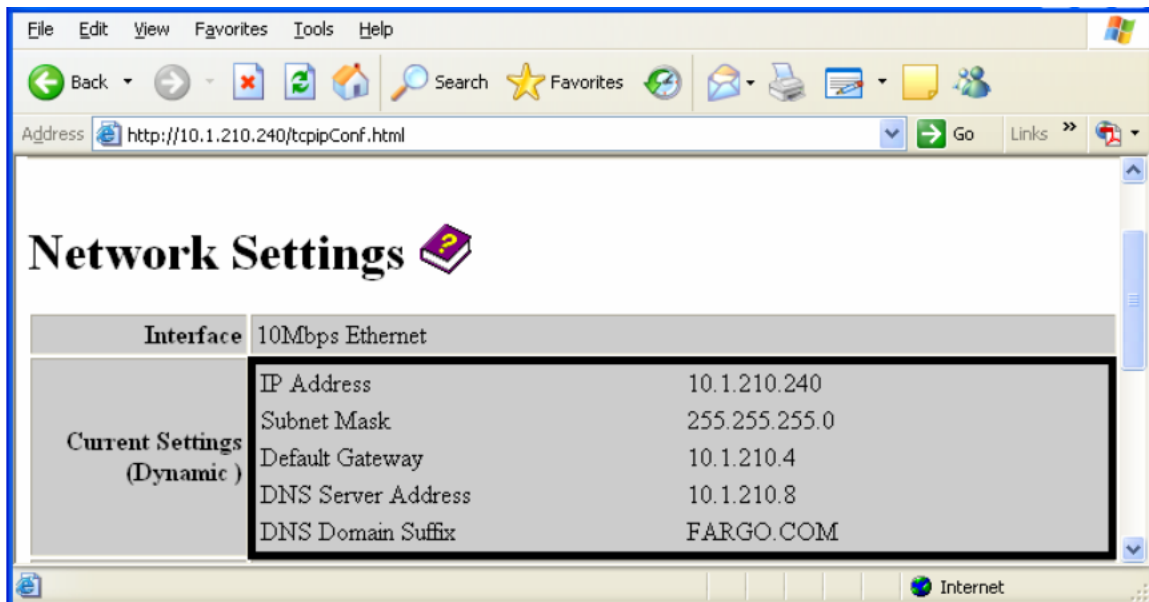 File Edit View Favorites Tools Help
Back Search Favorites
Address http://10.1.210.240/tcpipConf.html Go Links »
Network Settings ?
Interface 10Mbps Ethernet
Current Settings
(Dynamic )
IP Address 10.1.210.240
Subnet Mask 255.255.255.0
Default Gateway 10.1.210.4
DNS Server Address 10.1.210.8
DNS Domain Suffix FARGO.COM
Internet